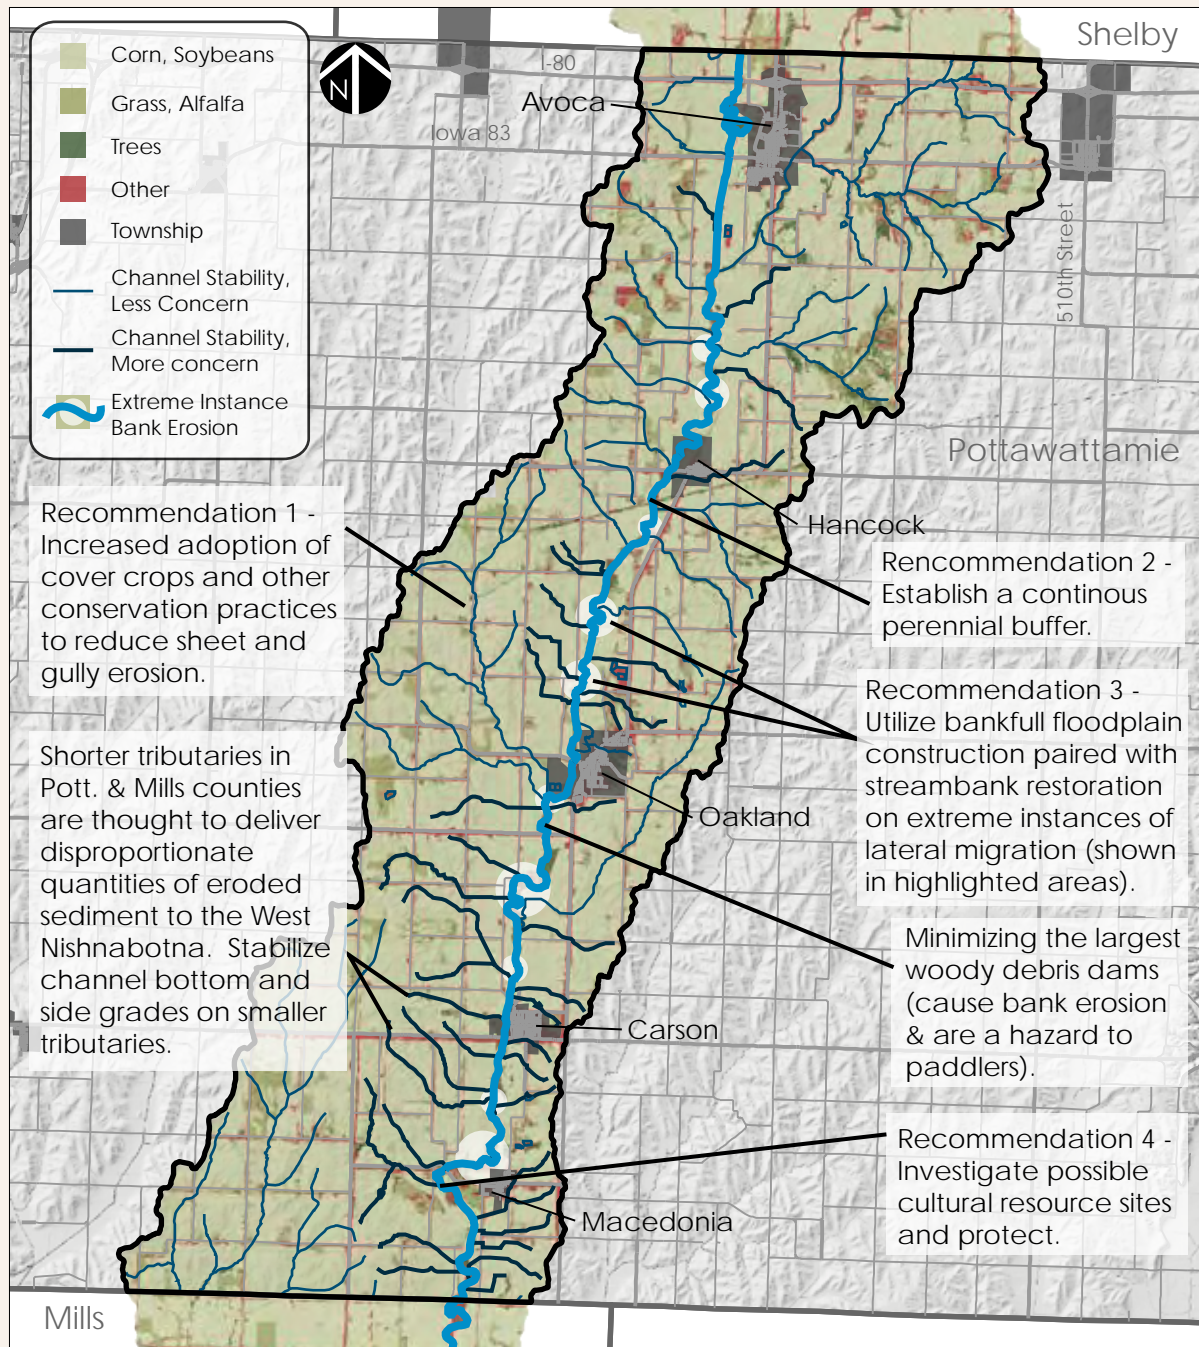 Shelby
Corn, Soybeans
Grass, Alfalfa
Trees
Other
Township
Channel Stability,
Less Concern
Channel Stability,
More concern
Extreme Instance
Bank Erosion
N
I-80
Avoca
Iowa 83
510th Street
Pottawattamie
Hancock
Recommendation 1 -
Increased adoption of
cover crops and other
conservation practices
to reduce sheet and
gully erosion.
Rencommendation 2 -
Establish a continous
perennial buffer.
Recommendation 3 -
Utilize bankfull floodplain
construction paired with
streambank restoration
on extreme instances of
lateral migration (shown
in highlighted areas).
Shorter tributaries in
Pott. & Mills counties
are thought to deliver
disproportionate
quantities of eroded
sediment to the West
Nishnabotna.  Stabilize
channel bottom and
side grades on smaller
tributaries.
Oakland
Minimizing the largest
woody debris dams
(cause bank erosion
& are a hazard to
paddlers).
Carson
Recommendation 4 -
Investigate possible
cultural resource sites
and protect.
Macedonia
Mills